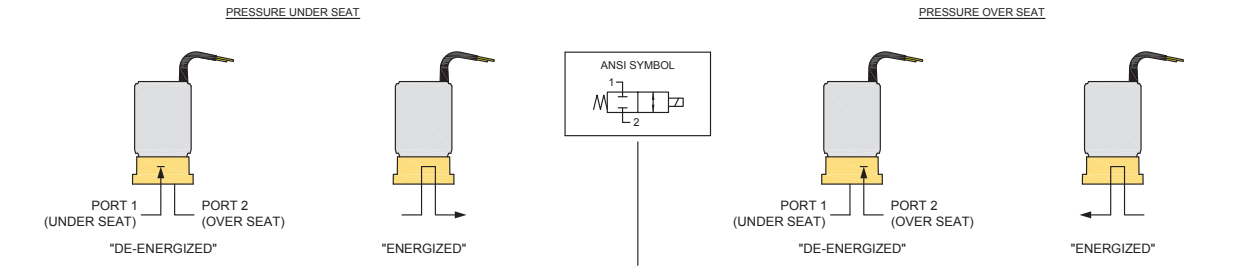 PRESSURE UNDER SEAT
PORT 1
(UNDER SEAT)
PORT 2
(OVER SEAT)
"DE-ENERGIZED"
"ENERGIZED"
ANSI SYMBOL
1
2
PRESSURE OVER SEAT
PORT 1
(UNDER SEAT)
PORT 2
(OVER SEAT)
"DE-ENERGIZED"
"ENERGIZED"